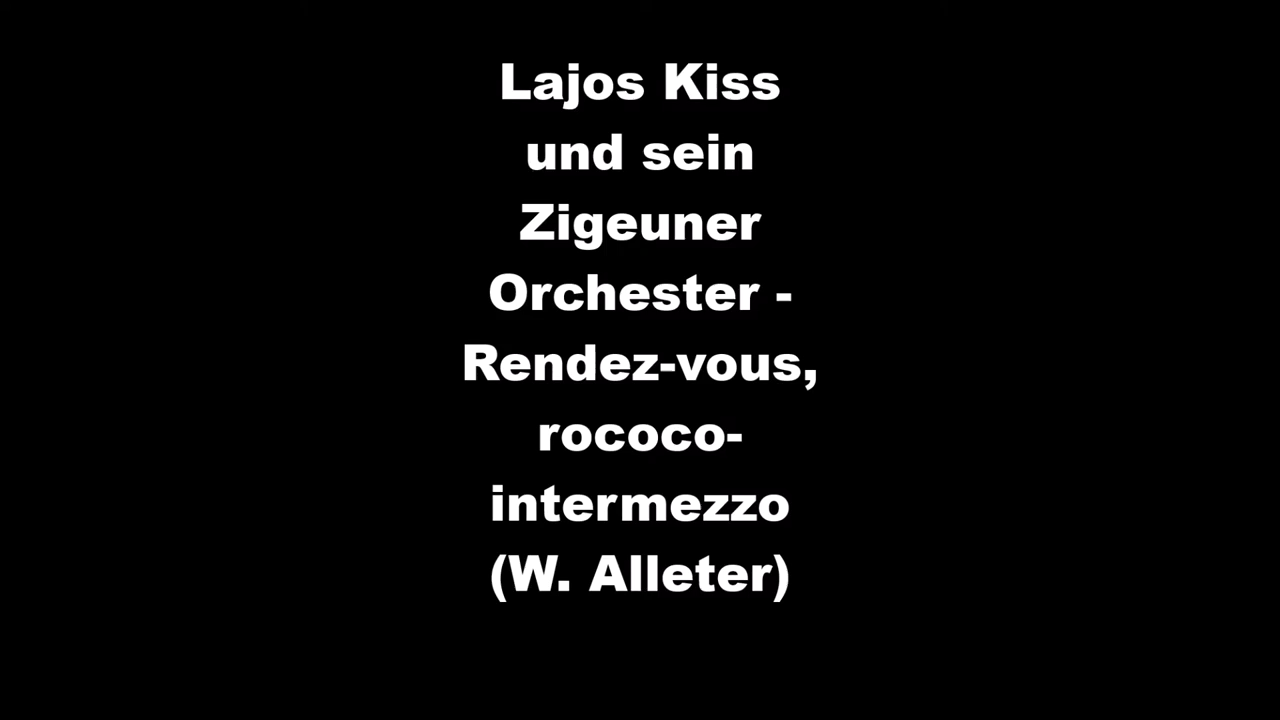 Lajos Kiss
und sein
Zigeuner
Orchester -
Rendez-vous,
rococo-
intermezzo
(W. Alleter)